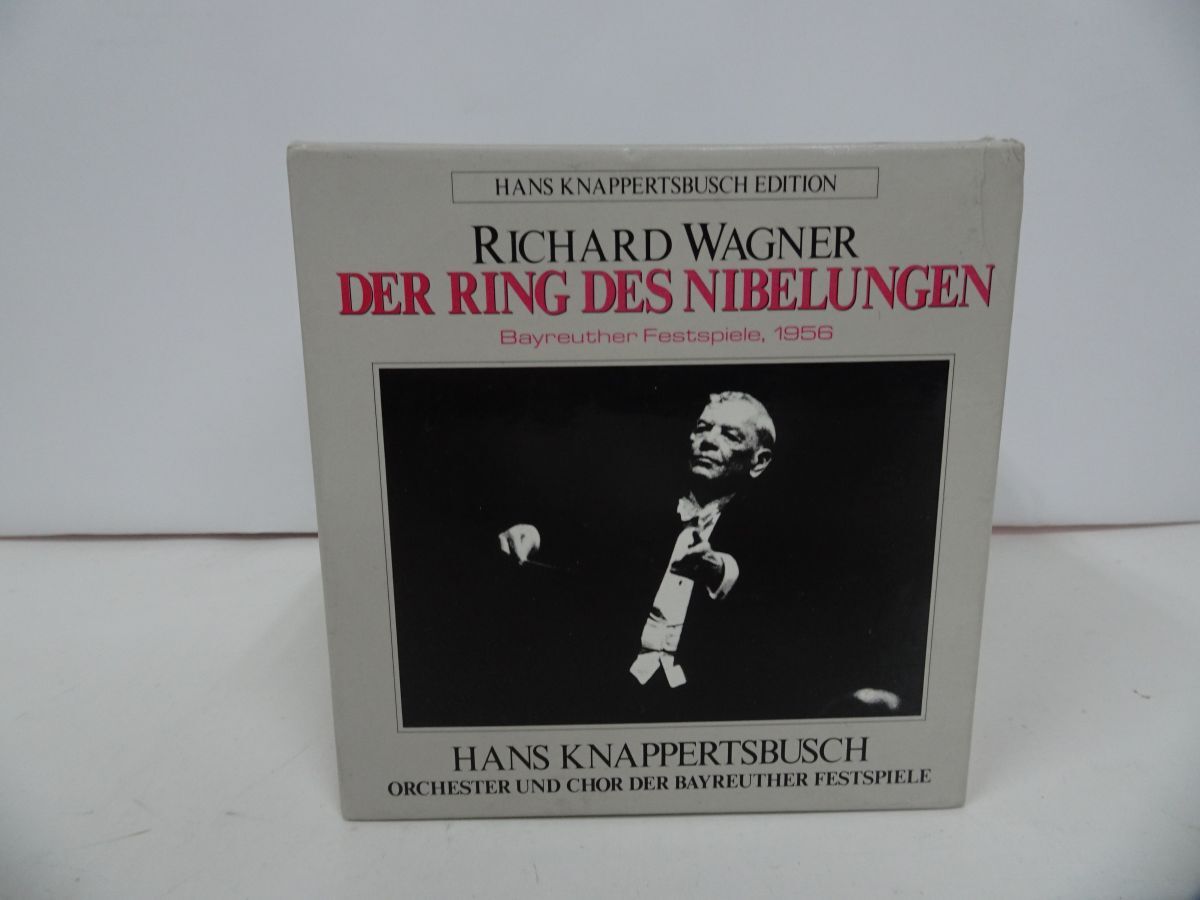 HANS KNAPPERTSBUSCH EDITION
RICHARD WAGNER
DER RING DES NIBELUNGEN
Bayreuther Festspiele, 1956
HANS KNAPPERTSBUSCH
ORCHESTER UND CHOR DER BAYREUTHER FESTSPIELE